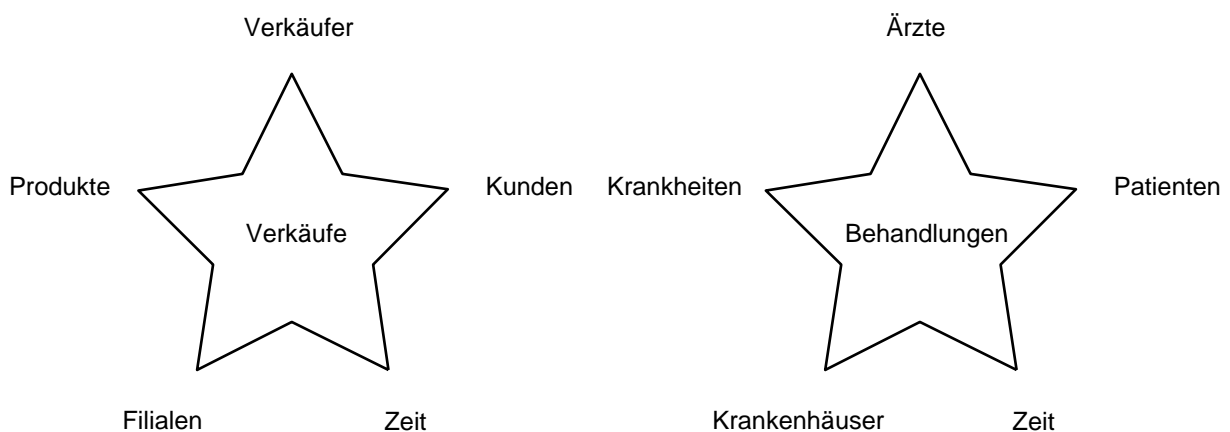 Verkäufer
Produkte
Kunden
Verkäufe
Filialen
Zeit
Ärzte
Krankheiten
Patienten
Behandlungen
Krankenhäuser
Zeit